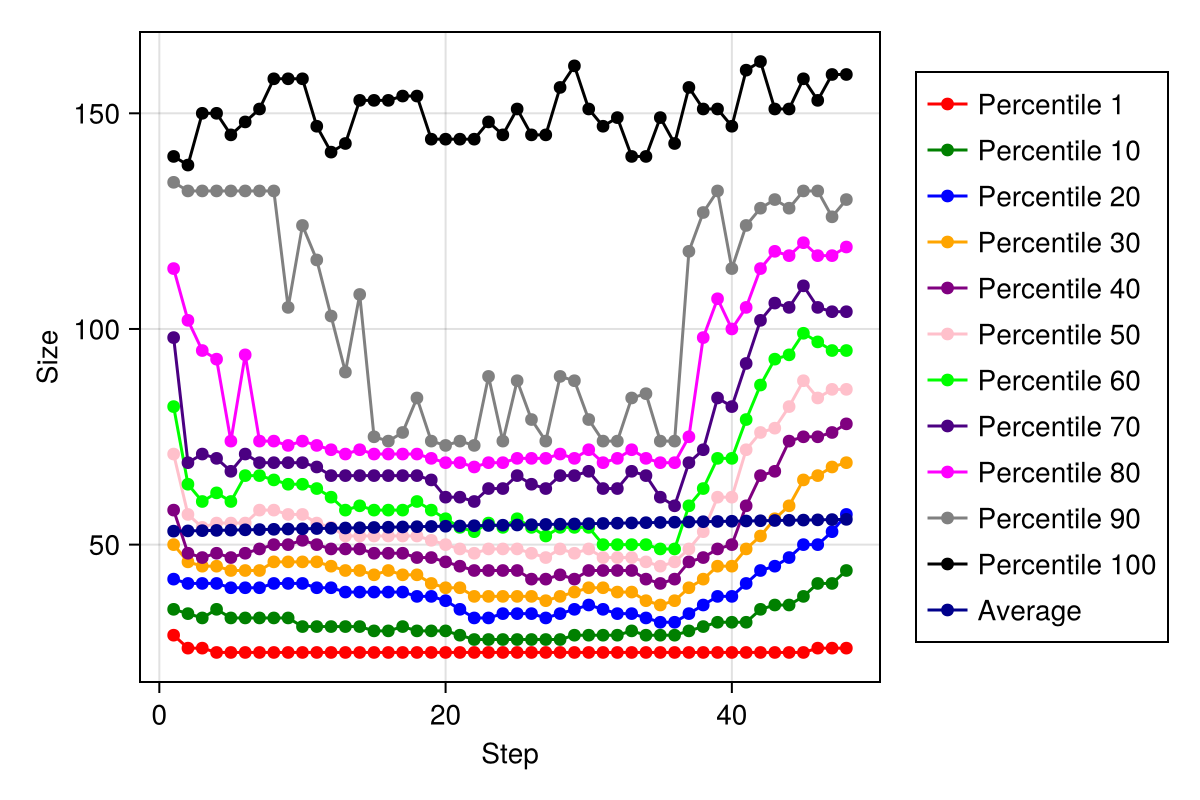 150
100
50
Size
0
20
40
Step
Percentile 1
Percentile 10
Percentile 20
Percentile 30
Percentile 40
Percentile 50
Percentile 60
Percentile 70
Percentile 80
Percentile 90
Percentile 100
Average